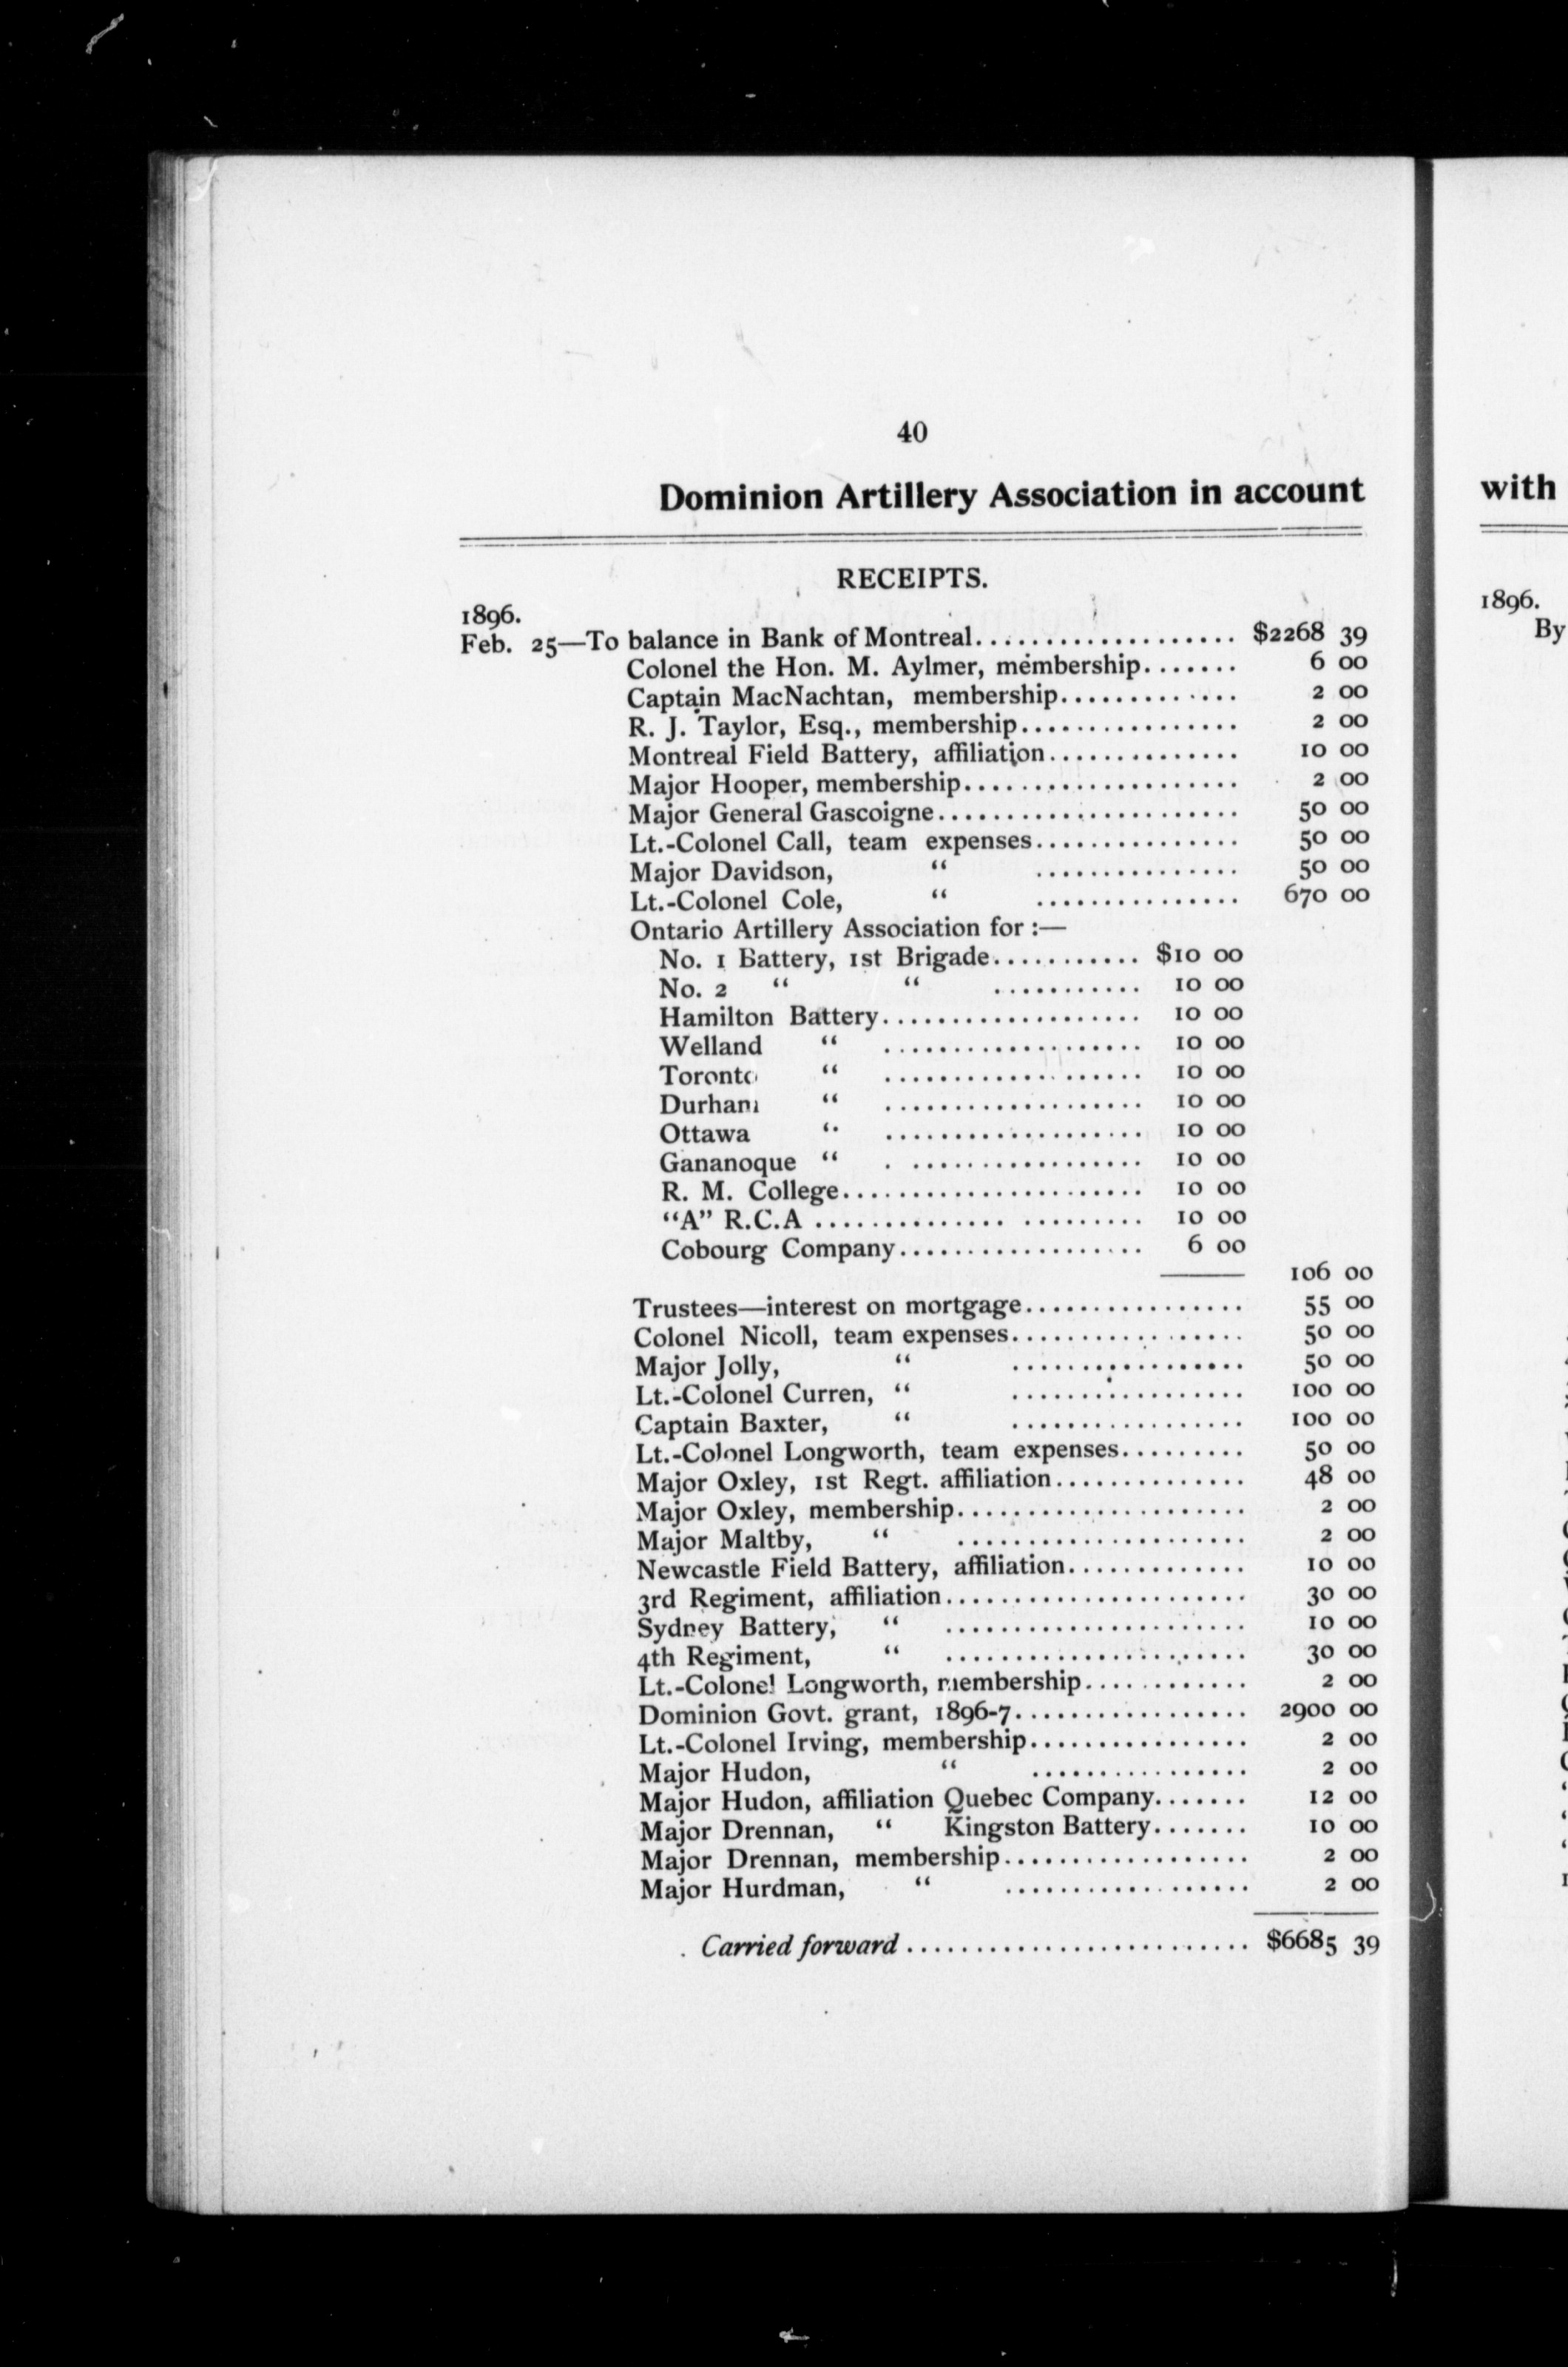 40
Dominion Artillery Association in account
RECEIPTS.
1896.
Feb. 25—To balance in Bank of Montreal.................... $2268 39
Colonel the Hon. M. Aylmer, membership....... 6 00
Captain MacNachtan, membership............. 2 00
R. J. Taylor, Esq., membership................ 2 00
Montreal Field Battery, affiliation.............. 10 00
Major Hooper, membership.................... 2 00
Major General Gascoigne...................... 50 00
Lt.-Colonel Call, team expenses............... 50 00
Major Davidson, “ ............... 50 00
Lt.-Colonel Cole, “ ............... 670 00
Ontario Artillery Association for :—
No. 1 Battery, 1st Brigade........... $10 00
No. 2 “ “ ........... 10 00
Hamilton Battery................... 10 00
Welland “ ................... 10 00
Toronto “ ................... 10 00
Durham “ ................... 10 00
Ottawa “ ................... 10 00
Gananoque “ . ................. 10 00
R. M. College...................... 10 00
“A” R.C.A .............. ......... 10 00
Cobourg Company.................. 6 00
106 00
Trustees—interest on mortgage................ 55 00
Colonel Nicoll, team expenses................. 50 00
Major Jolly, “ ................. 50 00
Lt.-Colonel Curren, “ ................. 100 00
Captain Baxter, “ ................. 100 00
Lt.-Colonel Longworth, team expenses......... 50 00
Major Oxley, 1st Regt. affiliation.............. 48 00
Major Oxley, membership..................... 2 00
Major Maltby, “ ..................... 2 00
Newcastle Field Battery, affiliation............. 10 00
3rd Regiment, affiliation...................... 30 00
Sydney Battery, “ ...................... 10 00
4th Regiment, “ ...................... 30 00
Lt.-Colonel Longworth, membership............ 2 00
Dominion Govt. grant, 1896-7................. 2900 00
Lt.-Colonel Irving, membership................ 2 00
Major Hudon, “ ................ 2 00
Major Hudon, affiliation Quebec Company....... 12 00
Major Drennan, “ Kingston Battery....... 10 00
Major Drennan, membership.................. 2 00
Major Hurdman, “ .................. 2 00
Carried forward ......................... $6685 39
with
1896.
By